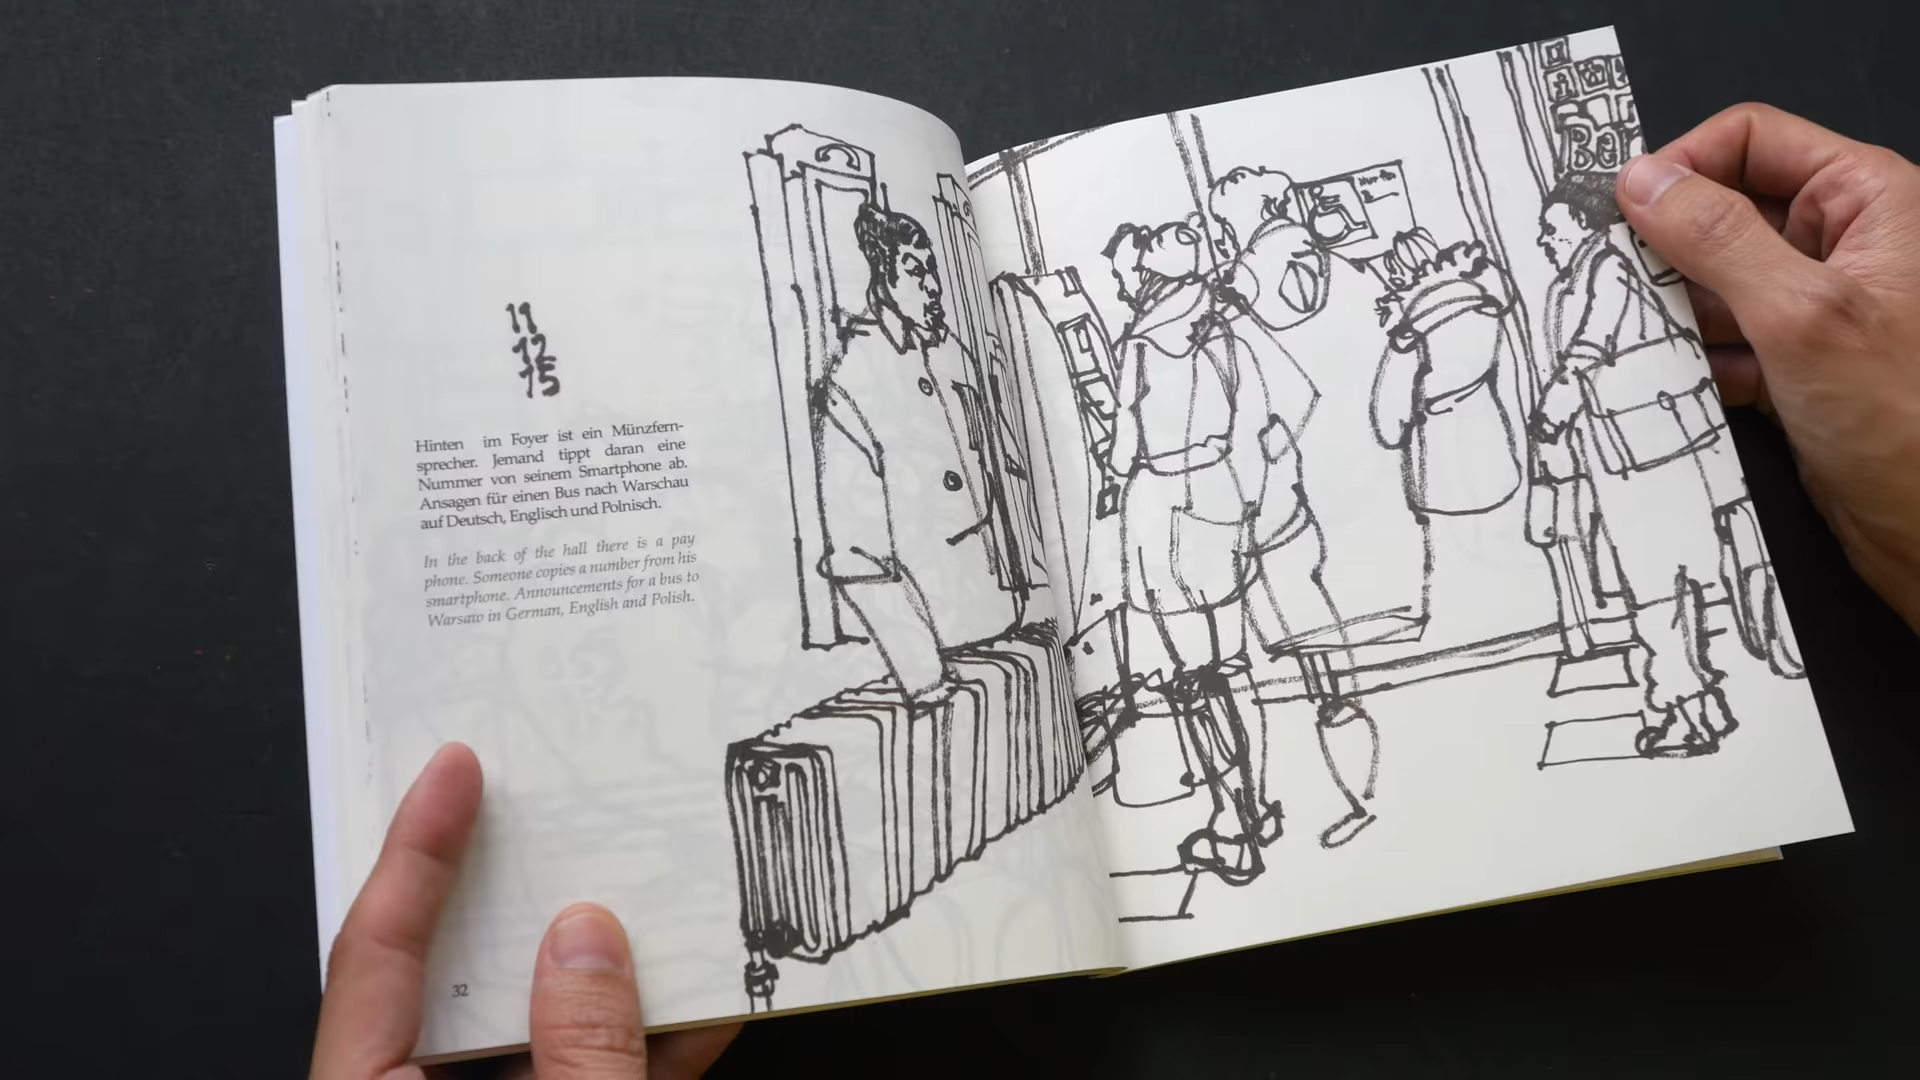 11
12
15
Hinten im Foyer ist ein Münzfern-
sprecher. Jemand tippt daran eine
Nummer von seinem Smartphone ab.
Ansagen für einen Bus nach Warschau
auf Deutsch, Englisch und Polnisch.
In the back of the hall there is a pay
phone. Someone copies a number from his
smartphone. Announcements for a bus to
Warsaw in German, English and Polish.
32